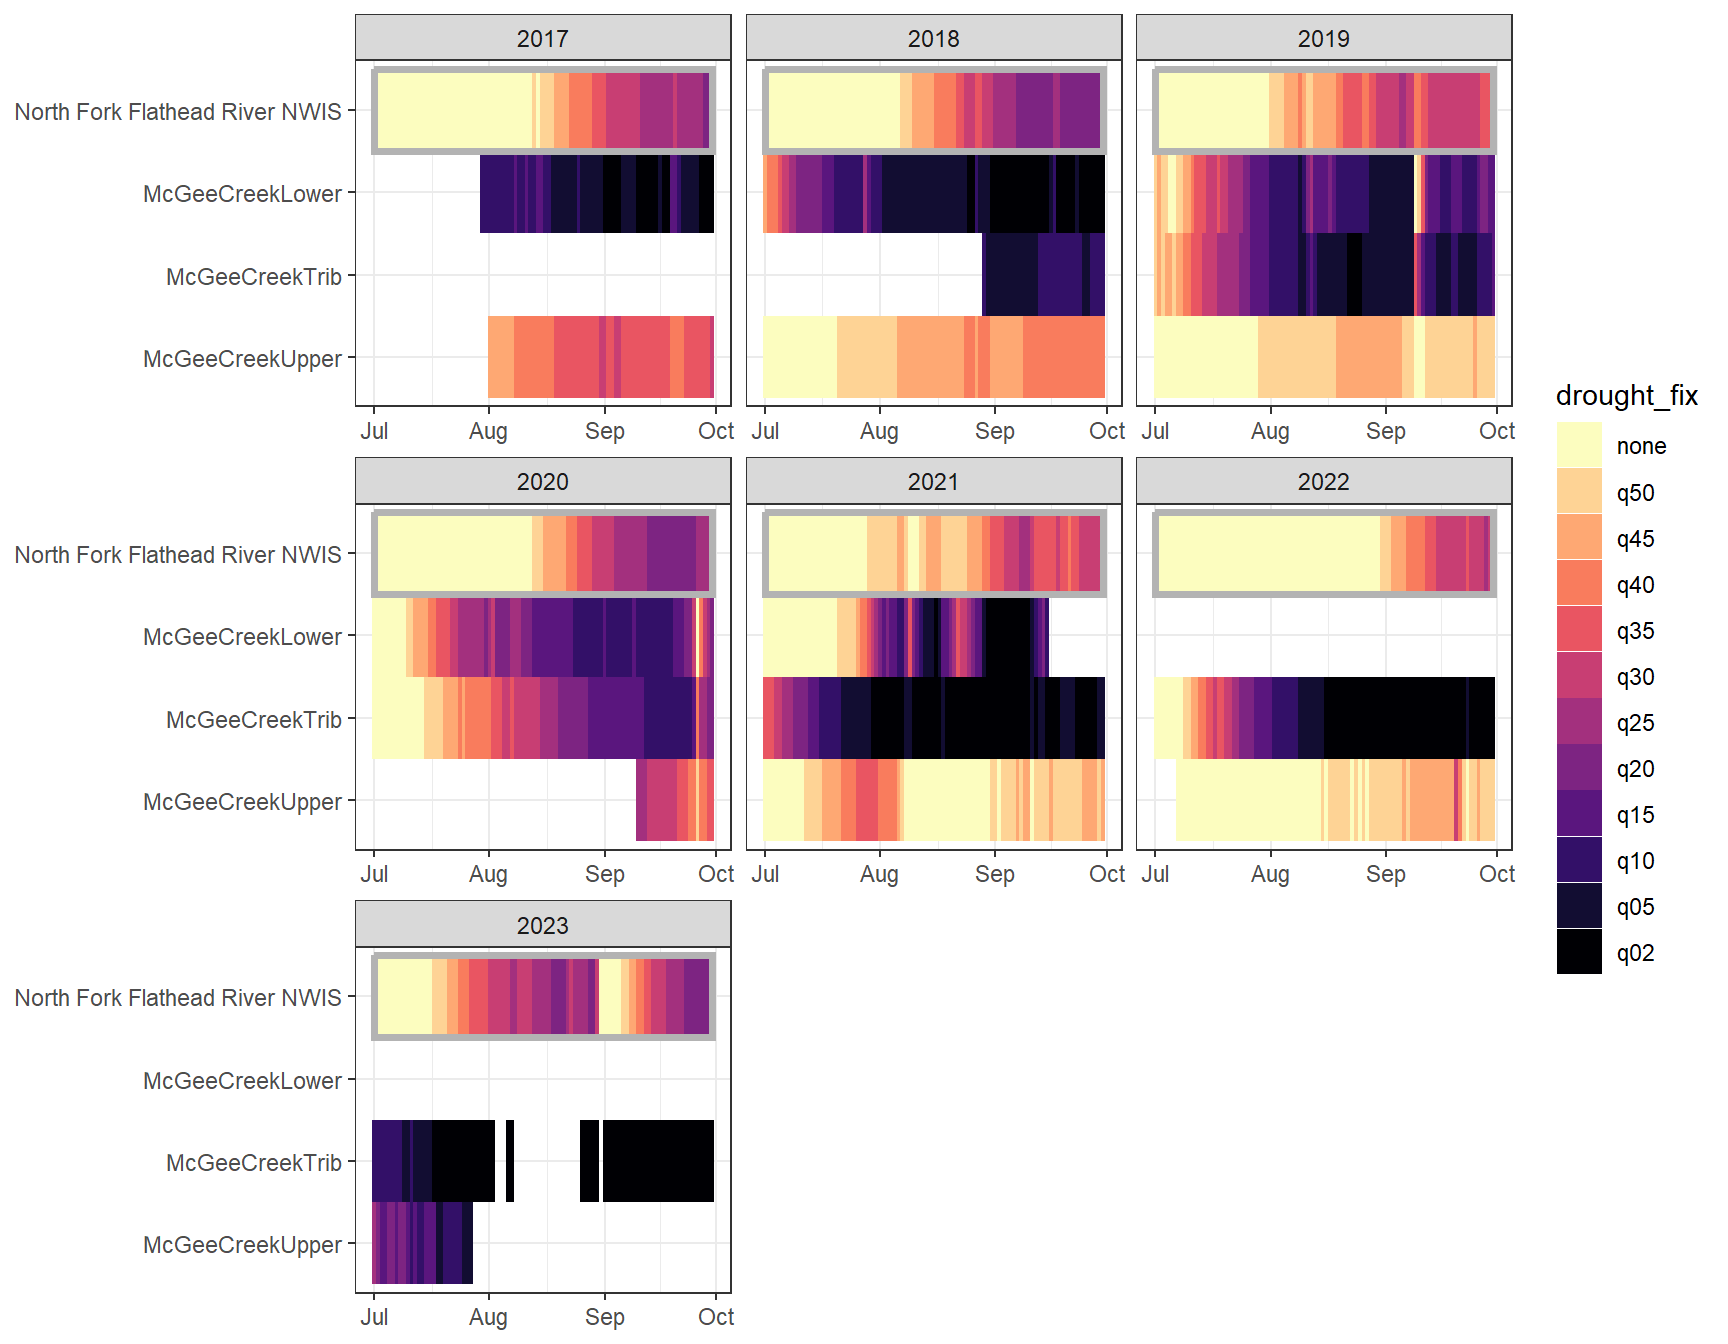 2017 2018 2019
North Fork Flathead River NWIS
McGeeCreekLower
McGeeCreekTrib
McGeeCreekUpper
Jul Aug Sep Oct Jul Aug Sep Oct Jul Aug Sep Oct
2020 2021 2022
North Fork Flathead River NWIS
McGeeCreekLower
McGeeCreekTrib
McGeeCreekUpper
Jul Aug Sep Oct Jul Aug Sep Oct Jul Aug Sep Oct
2023
North Fork Flathead River NWIS
McGeeCreekLower
McGeeCreekTrib
McGeeCreekUpper
Jul Aug Sep Oct
drought_fix
none
q50
q45
q40
q35
q30
q25
q20
q15
q10
q05
q02